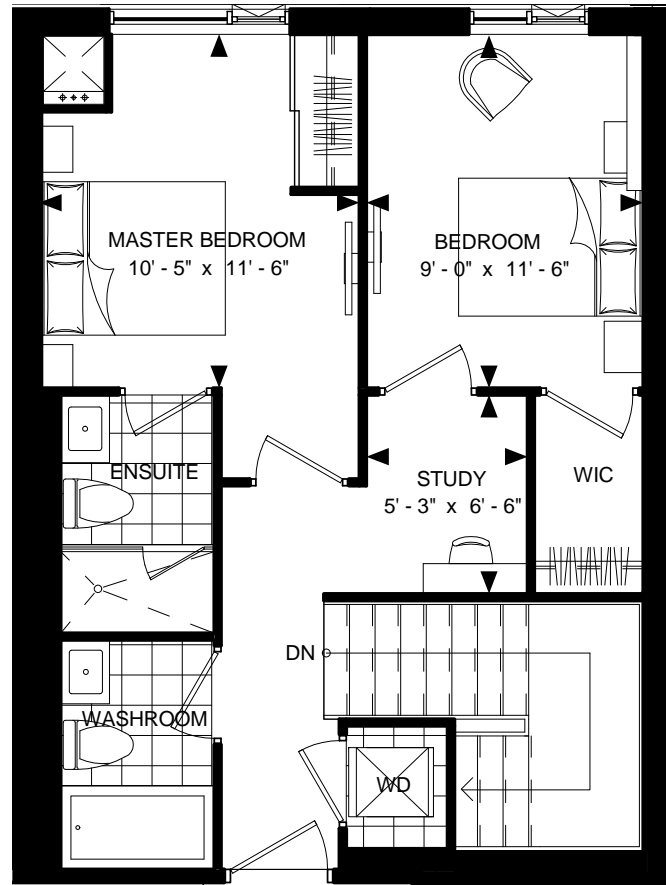 MASTER BEDROOM
10' - 5" x 11' - 6"
BEDROOM
9' - 0" x 11' - 6"
ENSUITE
STUDY
5' - 3" x 6' - 6"
WIC
DN
WASHROOM
WD